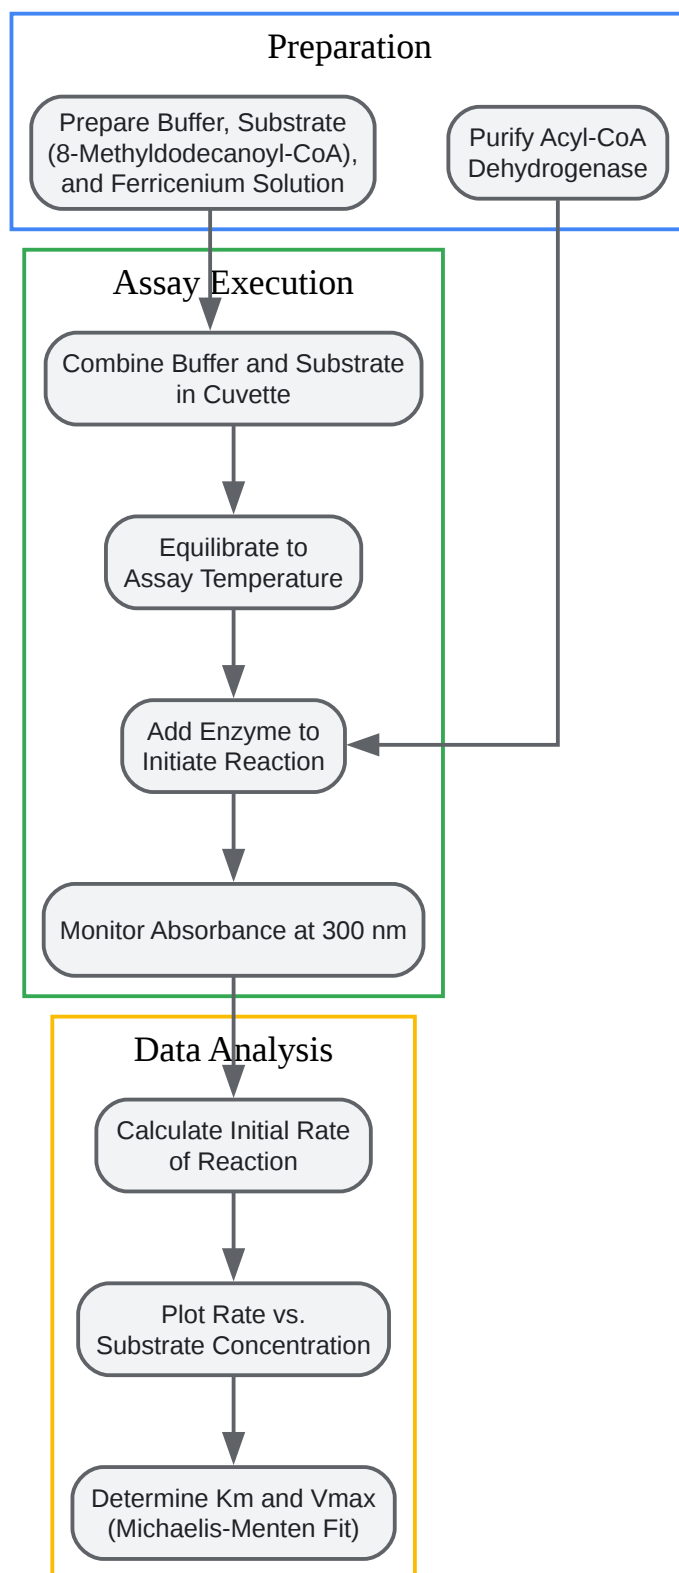 Preparation
Prepare Buffer, Substrate
(8-Methyldodecanoyl-CoA),
and Ferricenium Solution
Purify Acyl-CoA
Dehydrogenase
Assay Execution
Combine Buffer and Substrate
in Cuvette
Equilibrate to
Assay Temperature
Add Enzyme to
Initiate Reaction
Monitor Absorbance at 300 nm
Data Analysis
Calculate Initial Rate
of Reaction
Plot Rate vs.
Substrate Concentration
Determine Km and Vmax
(Michaelis-Menten Fit)